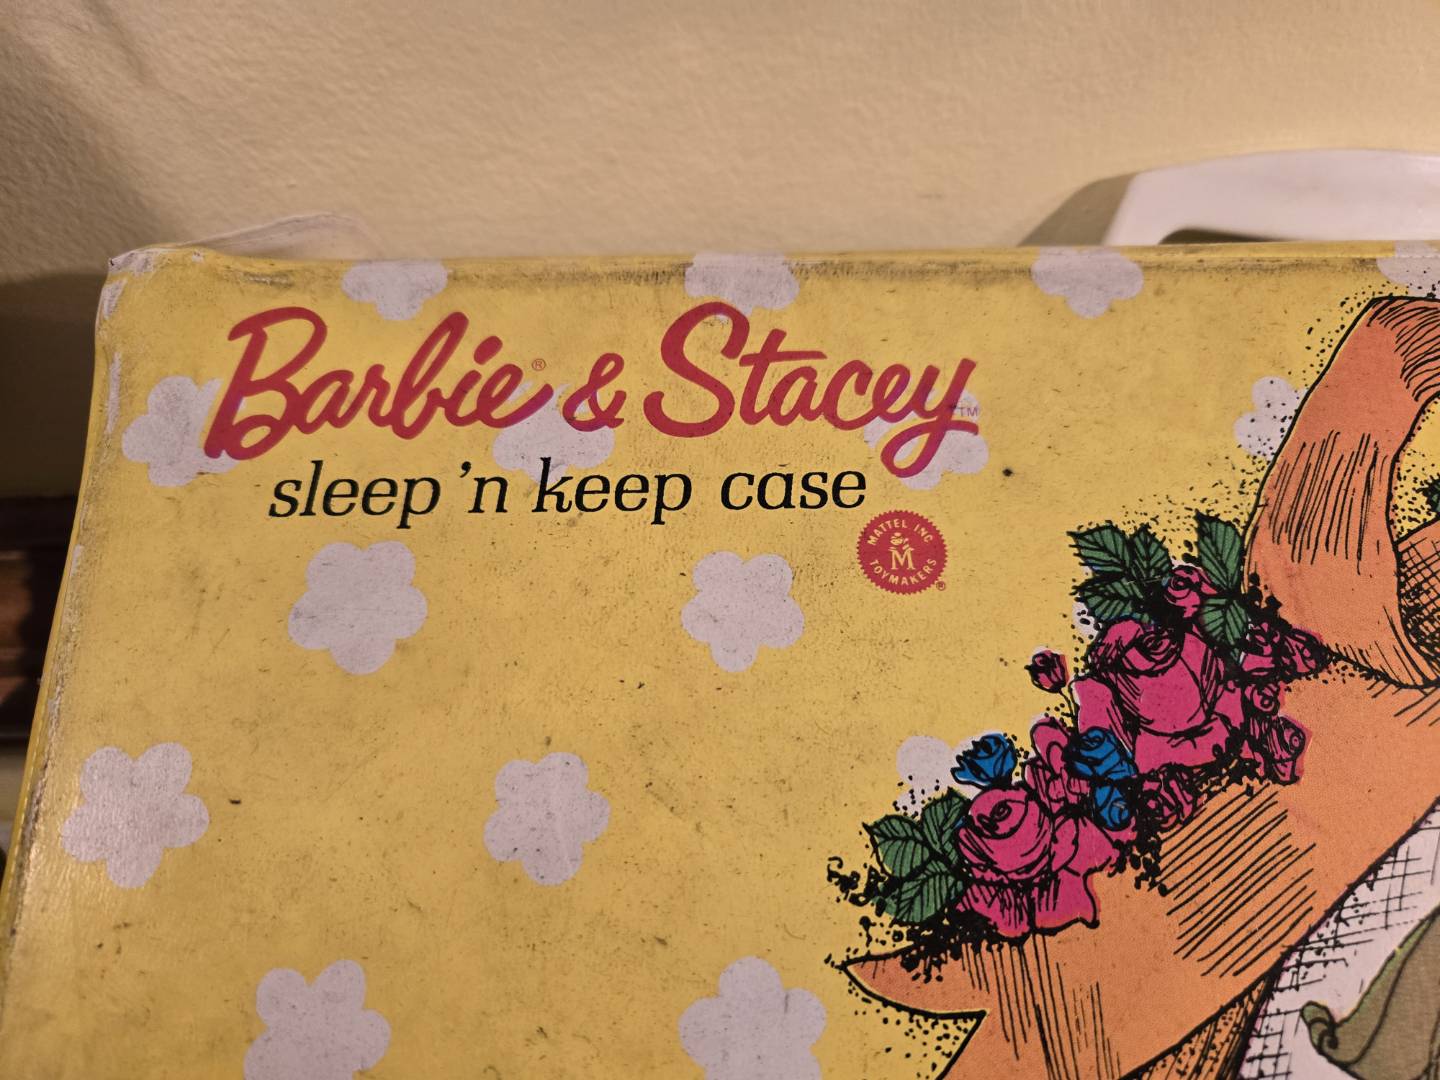 Barbie® & Stacey™
sleep 'n keep case
MATTEL INC
M
TOYMAKERS
®